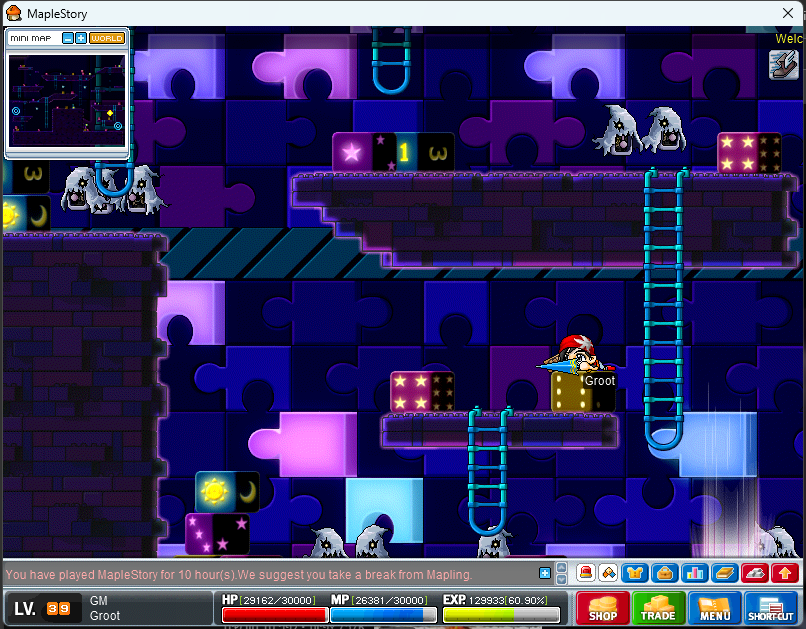 MapleStory
MINI MAP
WORLD
Welc
1
Groot
You have played MapleStory for 10 hour(s).We suggest you take a break from Mapling.
LV. 39
GM
Groot
HP[29162/30000]
MP[26381/30000]
EXP 129933[60.90%]
SHOP
TRADE
MENU
SHORTCUT